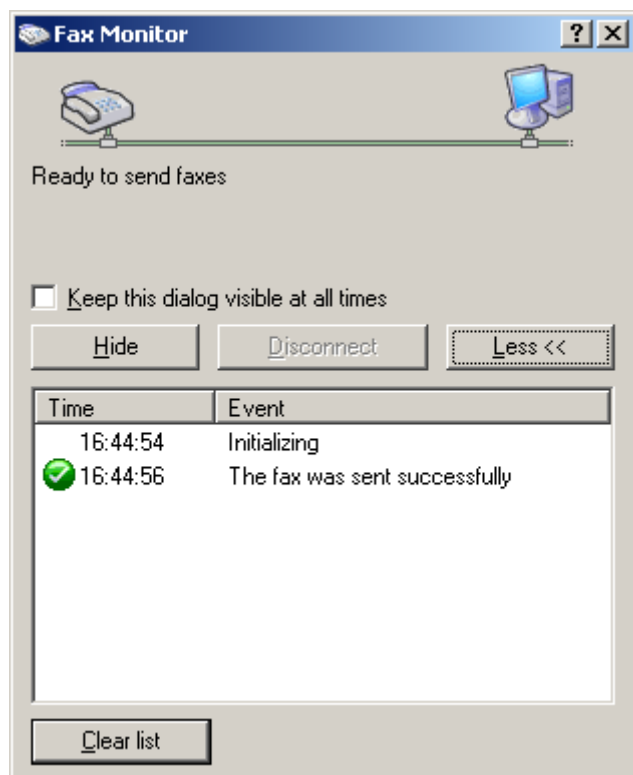 Fax Monitor
Ready to send faxes
Keep this dialog visible at all times
Hide Disconnect Less <<
Time Event
16:44:54 Initializing
16:44:56 The fax was sent successfully
Clear list